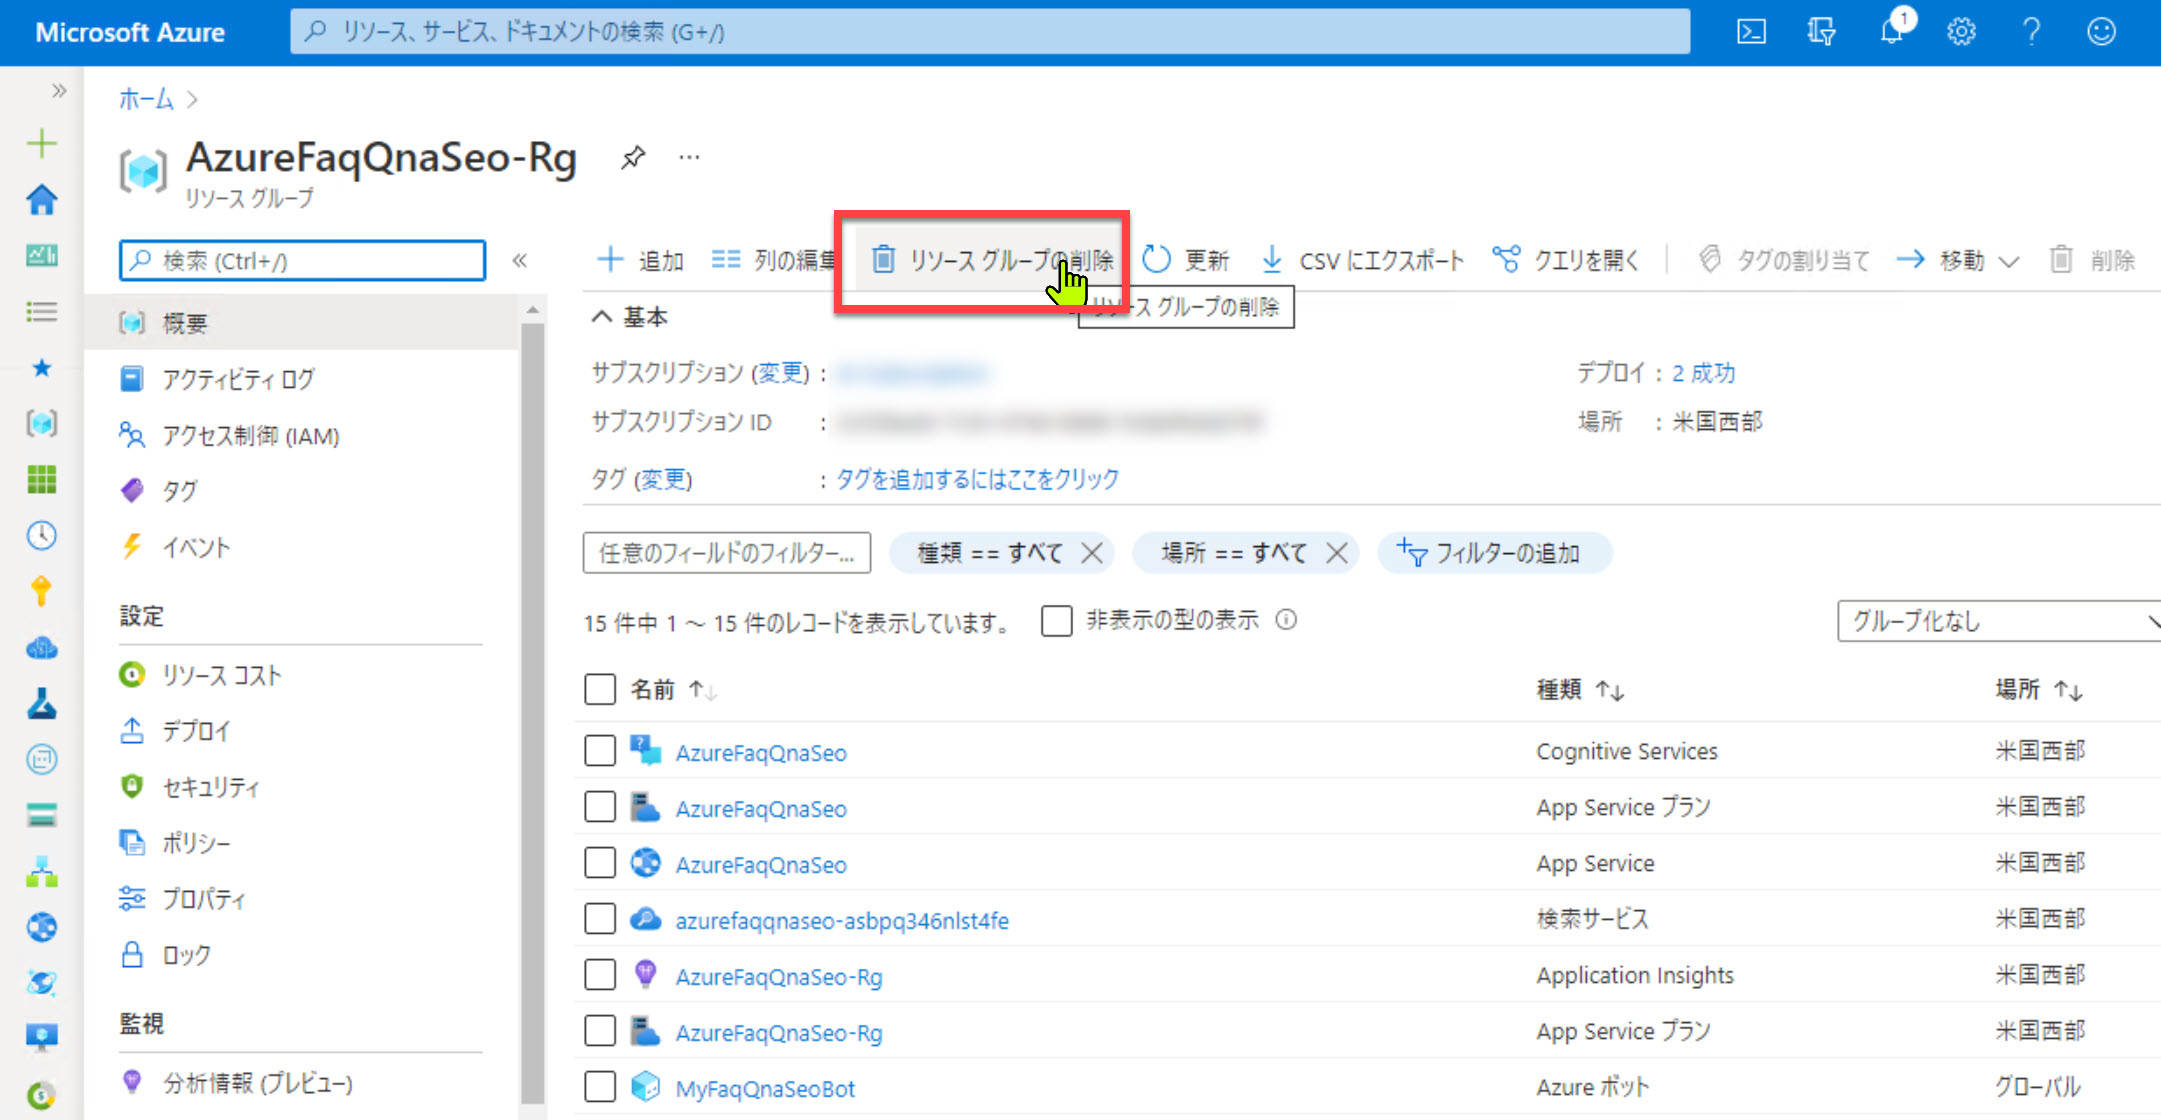 Microsoft Azure
リソース、サービス、ドキュメントの検索 (G+/)
1
ホーム
AzureFaqQnaSeo-Rg
リソース グループ
検索 (Ctrl+/)
追加
列の編集
リソース グループの削除
更新
CSV にエクスポート
クエリを開く
タグの割り当て
移動
削除
リソース グループの削除
概要
アクティビティ ログ
アクセス制御 (IAM)
タグ
イベント
設定
リソース コスト
デプロイ
セキュリティ
ポリシー
プロパティ
ロック
監視
分析情報 (プレビュー)
基本
サブスクリプション (変更) :
デプロイ : 2 成功
サブスクリプション ID :
場所 : 米国西部
タグ (変更) : タグを追加するにはここをクリック
任意のフィールドのフィルター...
種類 == すべて
場所 == すべて
フィルターの追加
15 件中 1 ～ 15 件のレコードを表示しています。
非表示の型の表示
グループ化なし
名前 種類 場所
AzureFaqQnaSeo Cognitive Services 米国西部
AzureFaqQnaSeo App Service プラン 米国西部
AzureFaqQnaSeo App Service 米国西部
azurefaqqnaseo-asbpq346nlst4fe 検索サービス 米国西部
AzureFaqQnaSeo-Rg Application Insights 米国西部
AzureFaqQnaSeo-Rg App Service プラン 米国西部
MyFaqQnaSeoBot Azure ボット グローバル